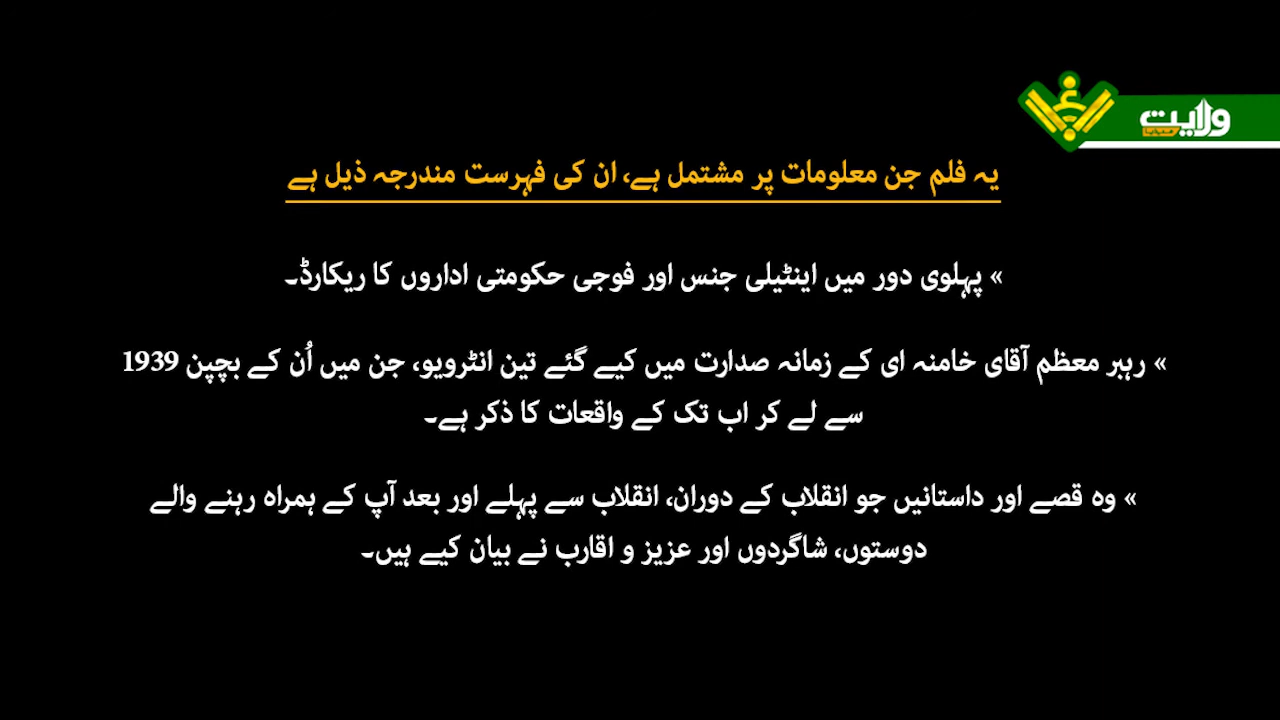 ولایت
میڈیا
یہ فلم جن معلومات پر مشتمل ہے، ان کی فہرست مندرجہ ذیل ہے
» پہلوی دور میں اینٹیلی جنس اور فوجی حکومتی اداروں کا ریکارڈ۔
» رہبر معظم آقای خامنہ ای کے زمانہ صدارت میں کیے گئے تین انٹرویو، جن میں اُن کے بچپن 1939
سے لے کر اب تک کے واقعات کا ذکر ہے۔
» وہ قصے اور داستانیں جو انقلاب کے دوران، انقلاب سے پہلے اور بعد آپ کے ہمراہ رہنے والے
دوستوں، شاگردوں اور عزیز و اقارب نے بیان کیے ہیں۔